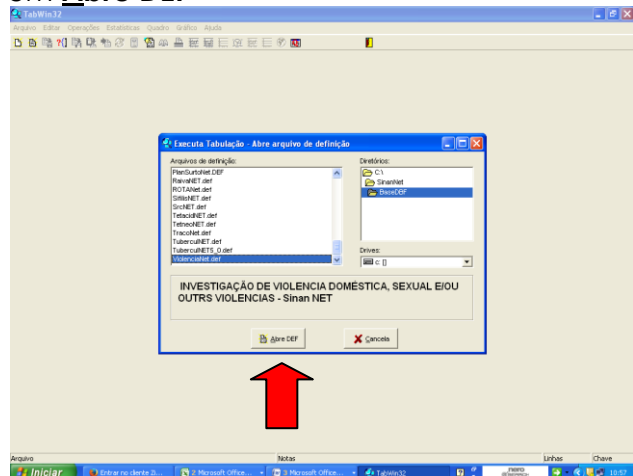 Abre DEF
TabWin32
Arquivo Editar Operações Estatísticas Quadro Gráfico Ajuda
Executa Tabulação - Abre arquivo de definição
Arquivos de definição:
Diretórios:
PlanSurtoNet.DEF
RaivaNET.def
ROTANet.def
SifilisNET.def
SrcNET.def
TetacidNET.def
TetneoNET.def
TracoNet.def
TuberculNET.def
TuberculNET5_0.def
ViolenciaNet.def
C:\
SinanNet
BaseDBF
Drives:
c: []
INVESTIGAÇÃO DE VIOLENCIA DOMÉSTICA, SEXUAL E/OU
OUTRS VIOLENCIAS - Sinan NET
Abre DEF
Cancela
Arquivo Notas Linhas Chave
Iniciar Entrar no cliente Zi... 2 Microsoft Office... 3 Microsoft Office... TabWin32 10:57